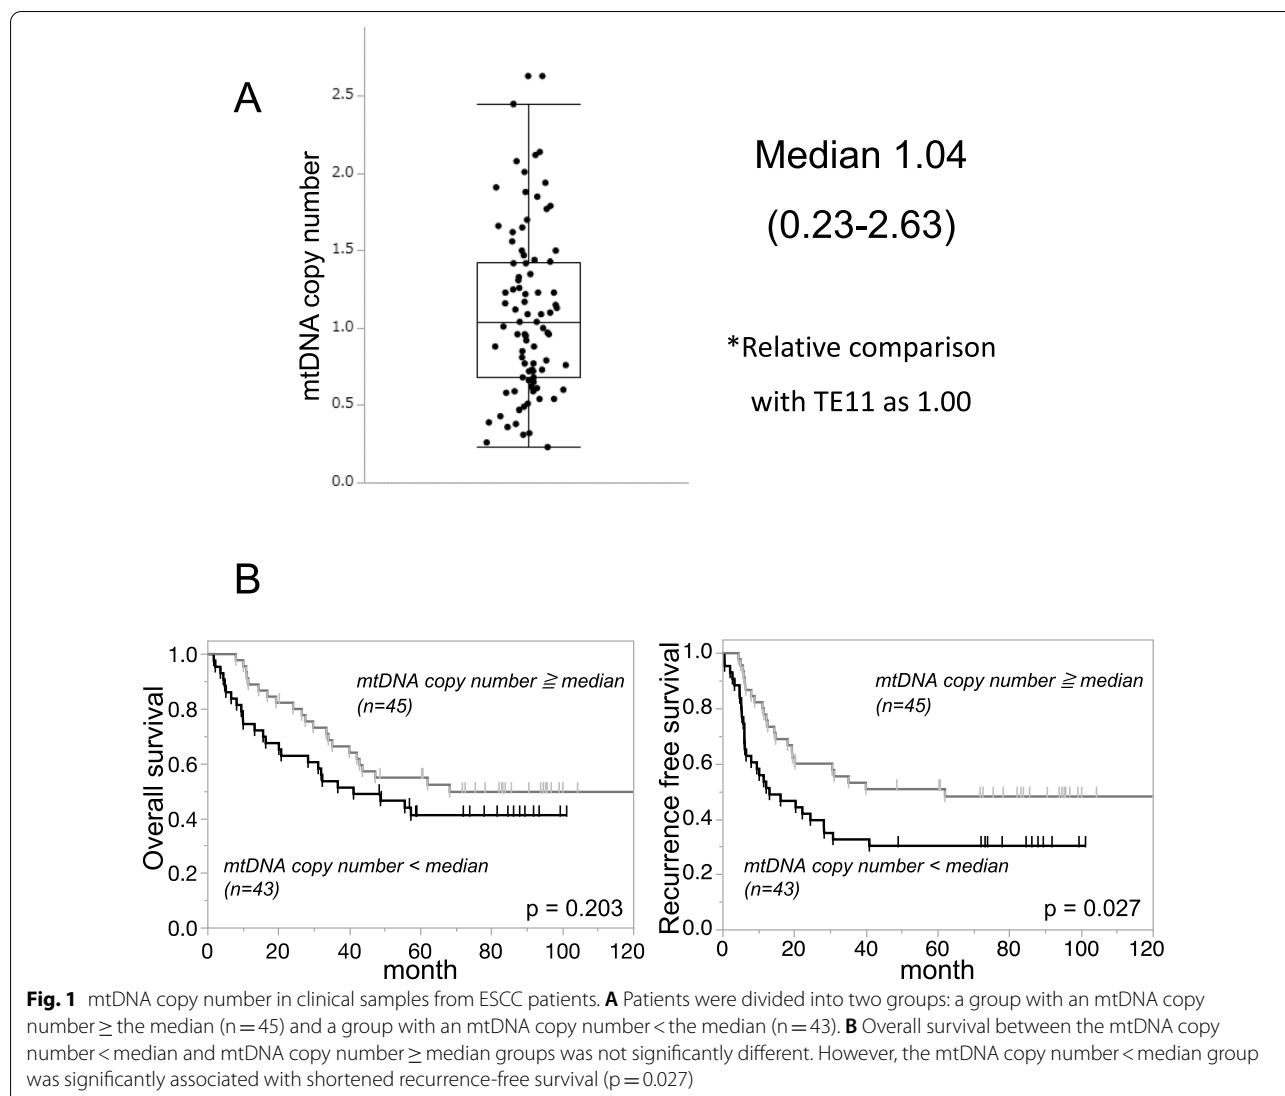 A
mtDNA copy number
2.5
2.0
1.5
1.0
0.5
0.0
Median 1.04
(0.23-2.63)
*Relative comparison
with TE11 as 1.00
B
Overall survival
1.0
0.8
0.6
0.4
0.2
0.0
mtDNA copy number ≧ median
(n=45)
mtDNA copy number < median
(n=43)
p = 0.203
0 20 40 60 80 100 120
month
Recurrence free survival
1.0
0.8
0.6
0.4
0.2
0.0
mtDNA copy number ≧ median
(n=45)
mtDNA copy number < median
(n=43)
p = 0.027
0 20 40 60 80 100 120
month
Fig. 1 mtDNA copy number in clinical samples from ESCC patients. A Patients were divided into two groups: a group with an mtDNA copy
number ≥ the median (n = 45) and a group with an mtDNA copy number < the median (n = 43). B Overall survival between the mtDNA copy
number < median and mtDNA copy number ≥ median groups was not significantly different. However, the mtDNA copy number < median group
was significantly associated with shortened recurrence-free survival (p = 0.027)